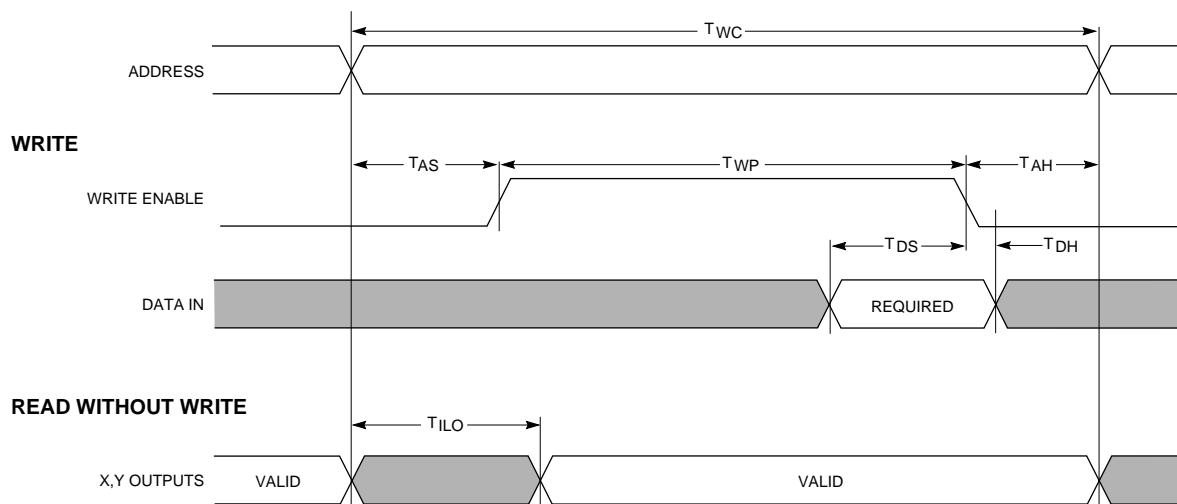 TWC
ADDRESS
WRITE
TAS TWP TAH
WRITE ENABLE
TDS TDH
DATA IN REQUIRED
READ WITHOUT WRITE
TILO
X,Y OUTPUTS VALID VALID